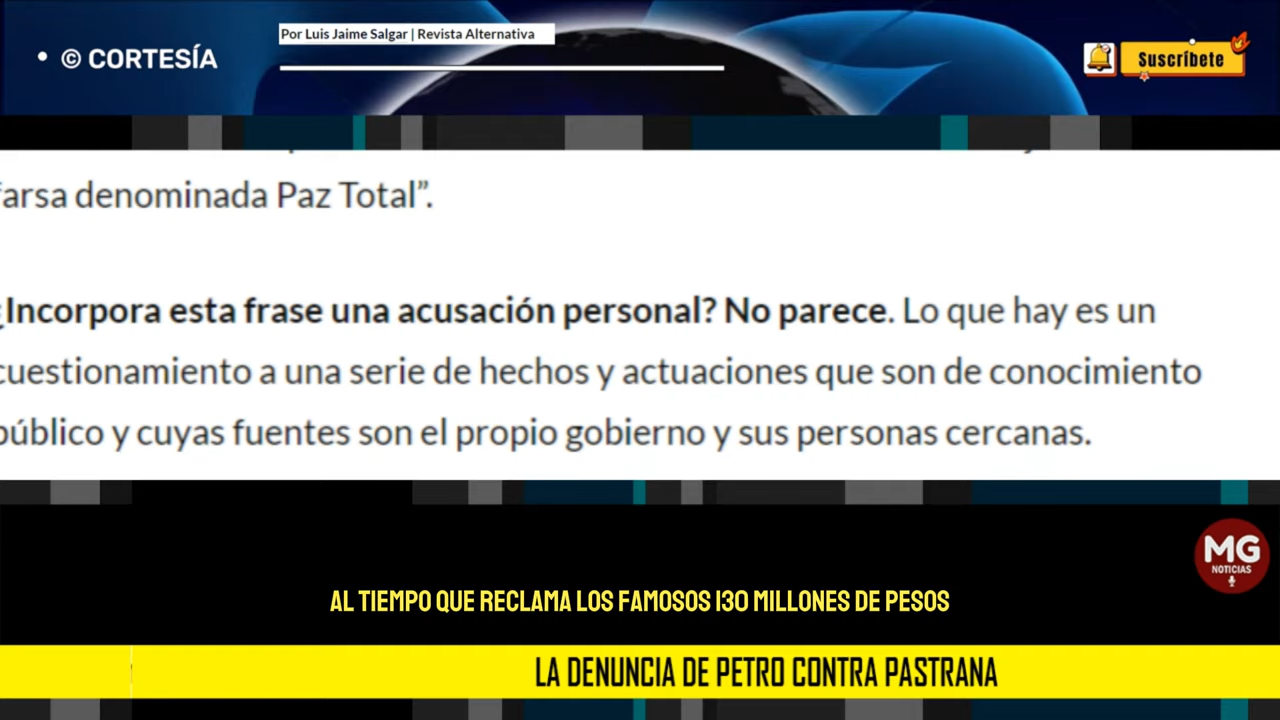 Por Luis Jaime Salgar | Revista Alternativa
• © CORTESÍA
Suscríbete
farsa denominada Paz Total”.
¿Incorpora esta frase una acusación personal? No parece. Lo que hay es un
cuestionamiento a una serie de hechos y actuaciones que son de conocimiento
público y cuyas fuentes son el propio gobierno y sus personas cercanas.
MG
NOTICIAS
AL TIEMPO QUE RECLAMA LOS FAMOSOS 130 MILLONES DE PESOS
LA DENUNCIA DE PETRO CONTRA PASTRANA